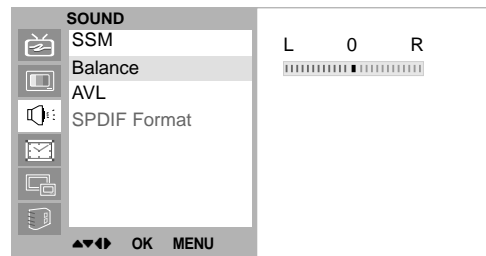 SOUND
SSM
Balance
AVL
SPDIF Format
L 0 R
▲▼◀▶ OK MENU